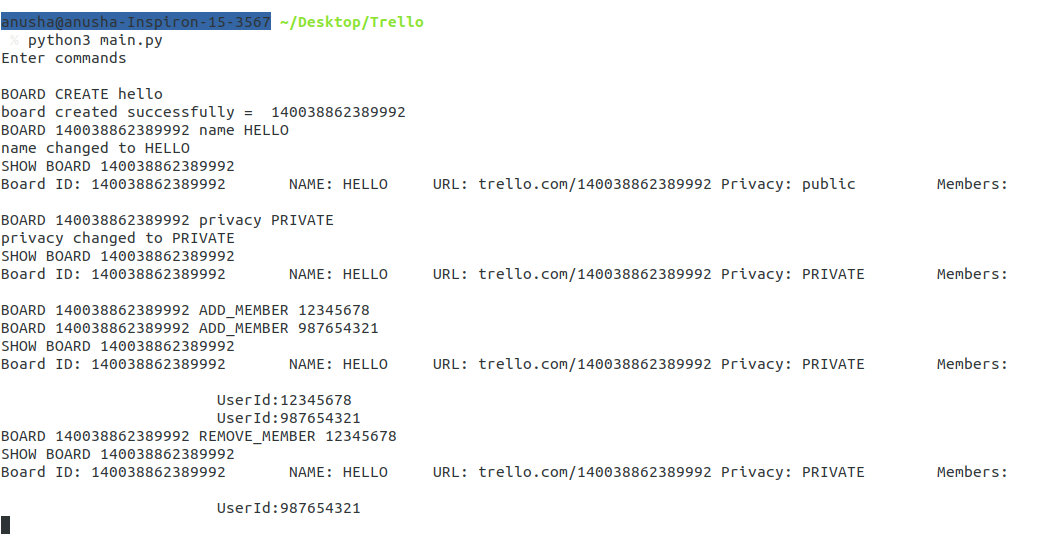 anusha@anusha-Inspiron-15-3567 ~/Desktop/Trello
% python3 main.py
Enter commands
BOARD CREATE hello
board created successfully =  140038862389992
BOARD 140038862389992 name HELLO
name changed to HELLO
SHOW BOARD 140038862389992
Board ID: 140038862389992       NAME: HELLO     URL: trello.com/140038862389992 Privacy: public         Members:
BOARD 140038862389992 privacy PRIVATE
privacy changed to PRIVATE
SHOW BOARD 140038862389992
Board ID: 140038862389992       NAME: HELLO     URL: trello.com/140038862389992 Privacy: PRIVATE        Members:
BOARD 140038862389992 ADD_MEMBER 12345678
BOARD 140038862389992 ADD_MEMBER 987654321
SHOW BOARD 140038862389992
Board ID: 140038862389992       NAME: HELLO     URL: trello.com/140038862389992 Privacy: PRIVATE        Members:
UserId:12345678
UserId:987654321
BOARD 140038862389992 REMOVE_MEMBER 12345678
SHOW BOARD 140038862389992
Board ID: 140038862389992       NAME: HELLO     URL: trello.com/140038862389992 Privacy: PRIVATE        Members:
UserId:987654321